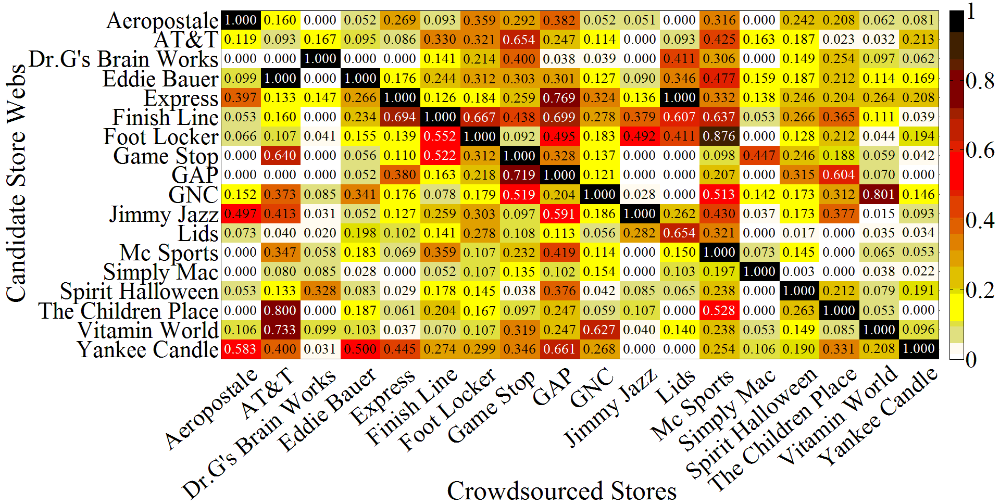 Aeropostale 1.000 0.160 0.000 0.052 0.269 0.093 0.359 0.292 0.382 0.052 0.051 0.000 0.316 0.000 0.242 0.208 0.062 0.081
AT&T 0.119 0.093 0.167 0.095 0.086 0.330 0.321 0.654 0.247 0.114 0.000 0.093 0.425 0.163 0.187 0.023 0.032 0.213
Dr.G's Brain Works 0.000 0.000 1.000 0.000 0.000 0.141 0.214 0.400 0.038 0.039 0.000 0.411 0.306 0.000 0.149 0.254 0.097 0.062
Eddie Bauer 0.099 1.000 0.000 1.000 0.176 0.244 0.312 0.303 0.301 0.127 0.090 0.346 0.477 0.159 0.187 0.212 0.114 0.169
Express 0.397 0.133 0.147 0.266 1.000 0.126 0.184 0.259 0.769 0.324 0.136 1.000 0.332 0.138 0.246 0.204 0.264 0.208
Finish Line 0.053 0.160 0.000 0.234 0.694 1.000 0.667 0.438 0.699 0.278 0.379 0.607 0.637 0.053 0.266 0.365 0.111 0.039
Foot Locker 0.066 0.107 0.041 0.155 0.139 0.552 1.000 0.092 0.495 0.183 0.492 0.411 0.876 0.000 0.128 0.212 0.044 0.194
Game Stop 0.000 0.640 0.000 0.056 0.110 0.522 0.312 1.000 0.328 0.137 0.000 0.000 0.098 0.447 0.246 0.188 0.059 0.042
GAP 0.000 0.000 0.000 0.052 0.380 0.163 0.218 0.719 1.000 0.121 0.000 0.000 0.207 0.000 0.315 0.604 0.070 0.000
GNC 0.152 0.373 0.085 0.341 0.176 0.078 0.179 0.519 0.204 1.000 0.028 0.000 0.513 0.142 0.173 0.312 0.801 0.146
Jimmy Jazz 0.497 0.413 0.031 0.052 0.127 0.259 0.303 0.097 0.591 0.186 1.000 0.262 0.430 0.037 0.173 0.377 0.015 0.093
Lids 0.073 0.040 0.020 0.198 0.102 0.141 0.278 0.108 0.113 0.056 0.282 0.654 0.321 0.000 0.017 0.000 0.035 0.034
Mc Sports 0.000 0.347 0.058 0.183 0.069 0.359 0.107 0.232 0.419 0.114 0.000 0.150 1.000 0.073 0.145 0.000 0.065 0.053
Simply Mac 0.000 0.080 0.085 0.028 0.000 0.052 0.107 0.135 0.102 0.154 0.000 0.103 0.197 1.000 0.003 0.000 0.038 0.022
Spirit Halloween 0.053 0.133 0.328 0.083 0.029 0.178 0.145 0.038 0.376 0.042 0.085 0.065 0.238 0.000 1.000 0.212 0.079 0.191
The Children Place 0.000 0.800 0.000 0.187 0.061 0.204 0.167 0.097 0.247 0.059 0.107 0.000 0.528 0.000 0.263 1.000 0.053 0.000
Vitamin World 0.106 0.733 0.099 0.103 0.037 0.070 0.107 0.319 0.247 0.627 0.040 0.140 0.238 0.053 0.149 0.085 1.000 0.096
Yankee Candle 0.583 0.400 0.031 0.500 0.445 0.274 0.299 0.346 0.661 0.268 0.000 0.000 0.254 0.106 0.190 0.331 0.208 1.000
Candidate Store Webs
1
0.8
0.6
0.4
0.2
0
Aeropostale
AT&T
Dr.G's Brain Works
Eddie Bauer
Express
Finish Line
Foot Locker
Game Stop
GAP
GNC
Jimmy Jazz
Lids
Mc Sports
Simply Mac
Spirit Halloween
The Children Place
Vitamin World
Yankee Candle
Crowdsourced Stores